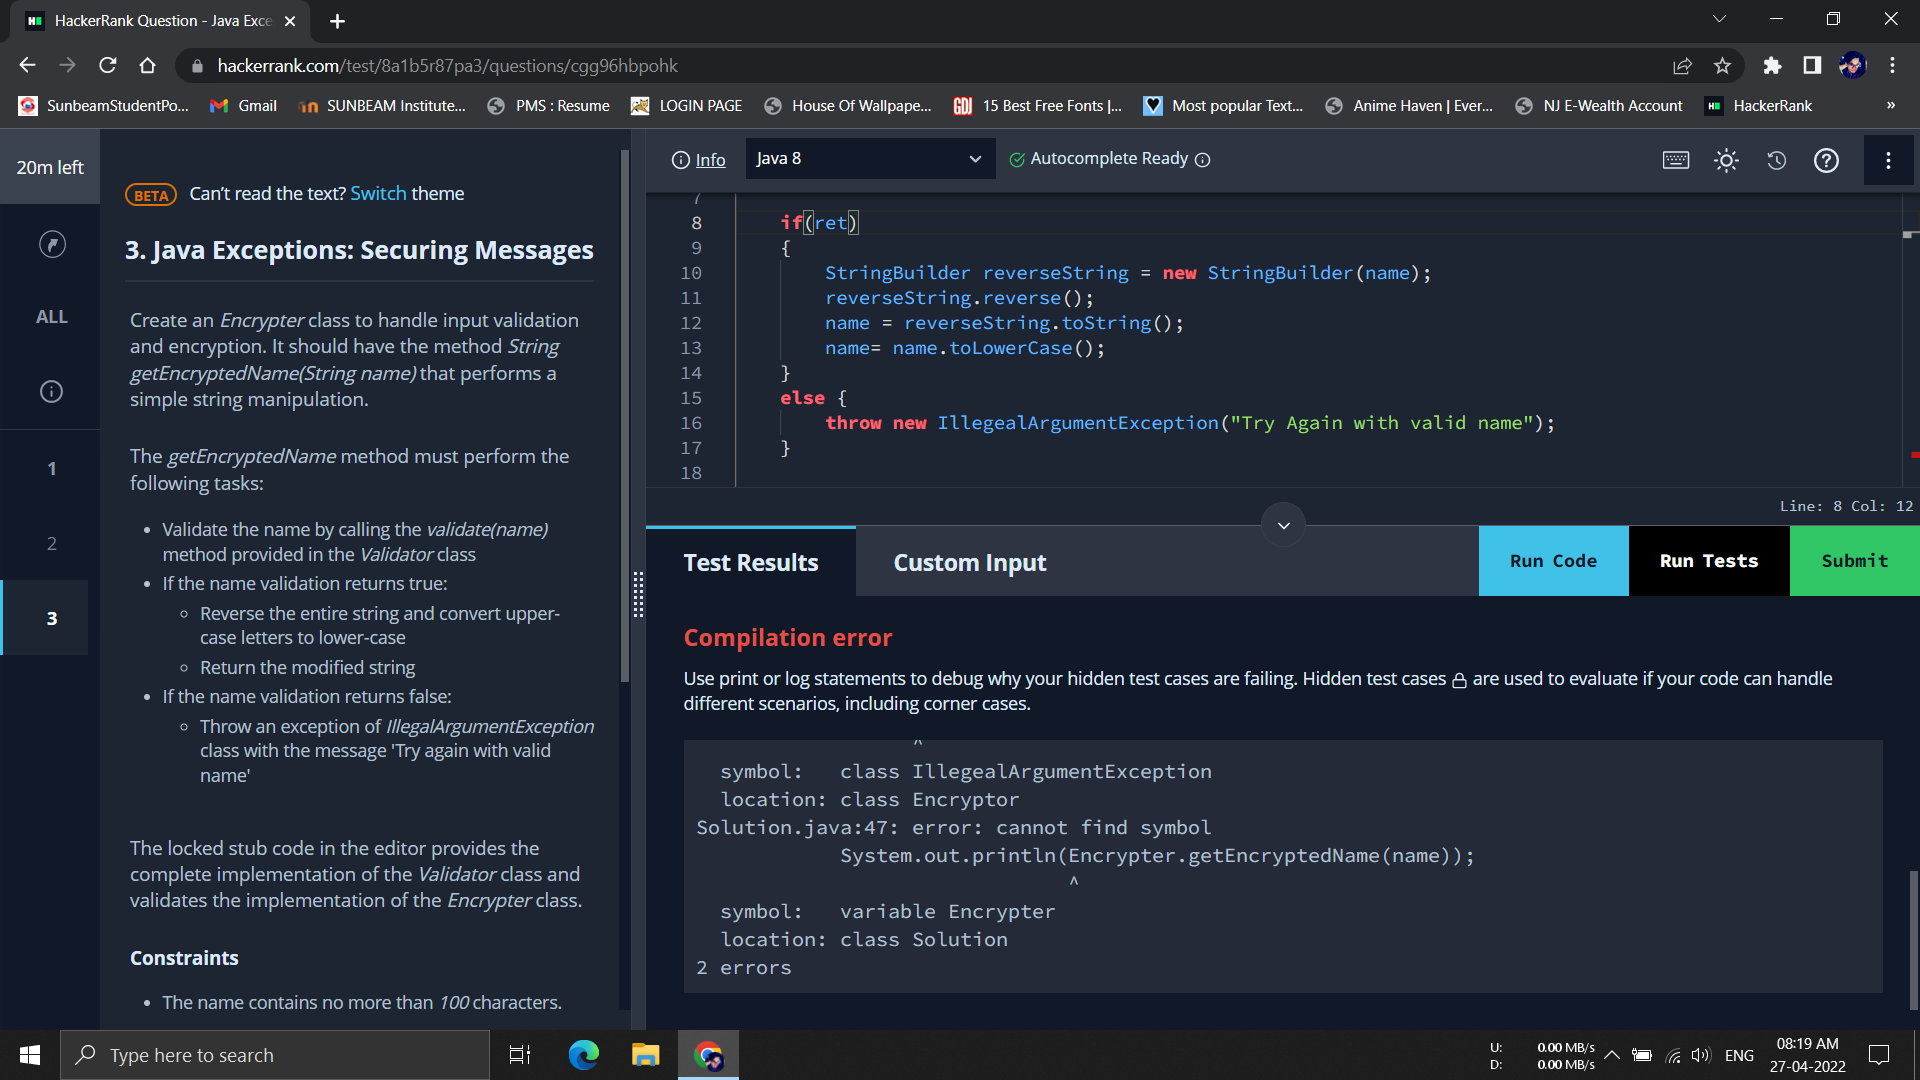 HackerRank Question - Java Exce
hackerrank.com/test/8a1b5r87pa3/questions/cgg96hbpohk
SunbeamStudentPo...
Gmail
SUNBEAM Institute...
PMS : Resume
LOGIN PAGE
House Of Wallpape...
15 Best Free Fonts |...
Most popular Text...
Anime Haven | Ever...
NJ E-Wealth Account
HackerRank
»
20m left
ALL
1
2
3
BETA Can't read the text? Switch theme
3. Java Exceptions: Securing Messages
Create an Encrypter class to handle input validation
and encryption. It should have the method String
getEncryptedName(String name) that performs a
simple string manipulation.
The getEncryptedName method must perform the
following tasks:
• Validate the name by calling the validate(name)
method provided in the Validator class
• If the name validation returns true:
◦ Reverse the entire string and convert upper-
case letters to lower-case
◦ Return the modified string
• If the name validation returns false:
◦ Throw an exception of IllegalArgumentException
class with the message 'Try again with valid
name'
The locked stub code in the editor provides the
complete implementation of the Validator class and
validates the implementation of the Encrypter class.
Constraints
• The name contains no more than 100 characters.
Info
Java 8
Autocomplete Ready
7
8 if(ret)
9 {
10 StringBuilder reverseString = new StringBuilder(name);
11 reverseString.reverse();
12 name = reverseString.toString();
13 name= name.toLowerCase();
14 }
15 else {
16 throw new IllegealArgumentException("Try Again with valid name");
17 }
18
Line: 8 Col: 12
Test Results
Custom Input
Run Code
Run Tests
Submit
Compilation error
Use print or log statements to debug why your hidden test cases are failing. Hidden test cases are used to evaluate if your code can handle
different scenarios, including corner cases.
^
symbol: class IllegealArgumentException
location: class Encryptor
Solution.java:47: error: cannot find symbol
System.out.println(Encrypter.getEncryptedName(name));
^
symbol: variable Encrypter
location: class Solution
2 errors
Type here to search
U: 0.00 MB/s
D: 0.00 MB/s
ENG
08:19 AM
27-04-2022